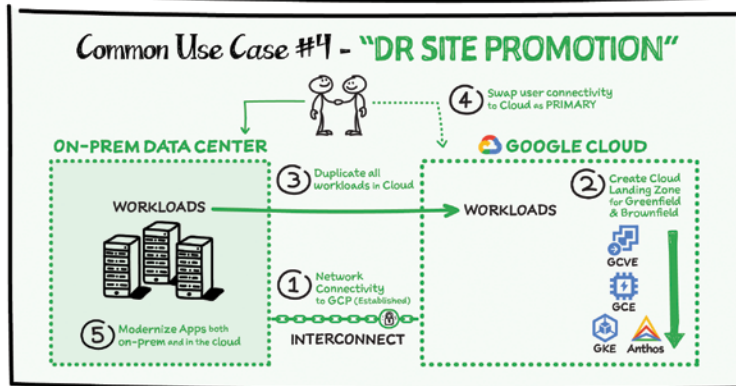 Common Use Case #4 - "DR SITE PROMOTION"
4 Swap user connectivity
to Cloud as PRIMARY
ON-PREM DATA CENTER
GOOGLE CLOUD
3 Duplicate all
workloads in Cloud
2 Create Cloud
Landing Zone
for Greenfield
& Brownfield
WORKLOADS
WORKLOADS
GCVE
GCE
GKE Anthos
1 Network
Connectivity
to GCP (Established)
INTERCONNECT
5 Modernize Apps both
on-prem and in the cloud